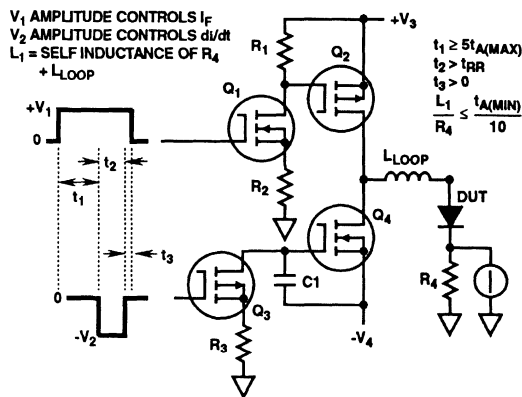 V1 AMPLITUDE CONTROLS IF
V2 AMPLITUDE CONTROLS di/dt
L1 = SELF INDUCTANCE OF R4
+ LLOOP
+V3
R1
Q2
t1 ≥ 5tA(MAX)
t2 > tRR
t3 > 0
L1/R4 ≤ tA(MIN)/10
+V1
0
Q1
t2
t1
R2
LLOOP
DUT
Q4
t3
0
C1
R4
-V2
Q3
-V4
R3